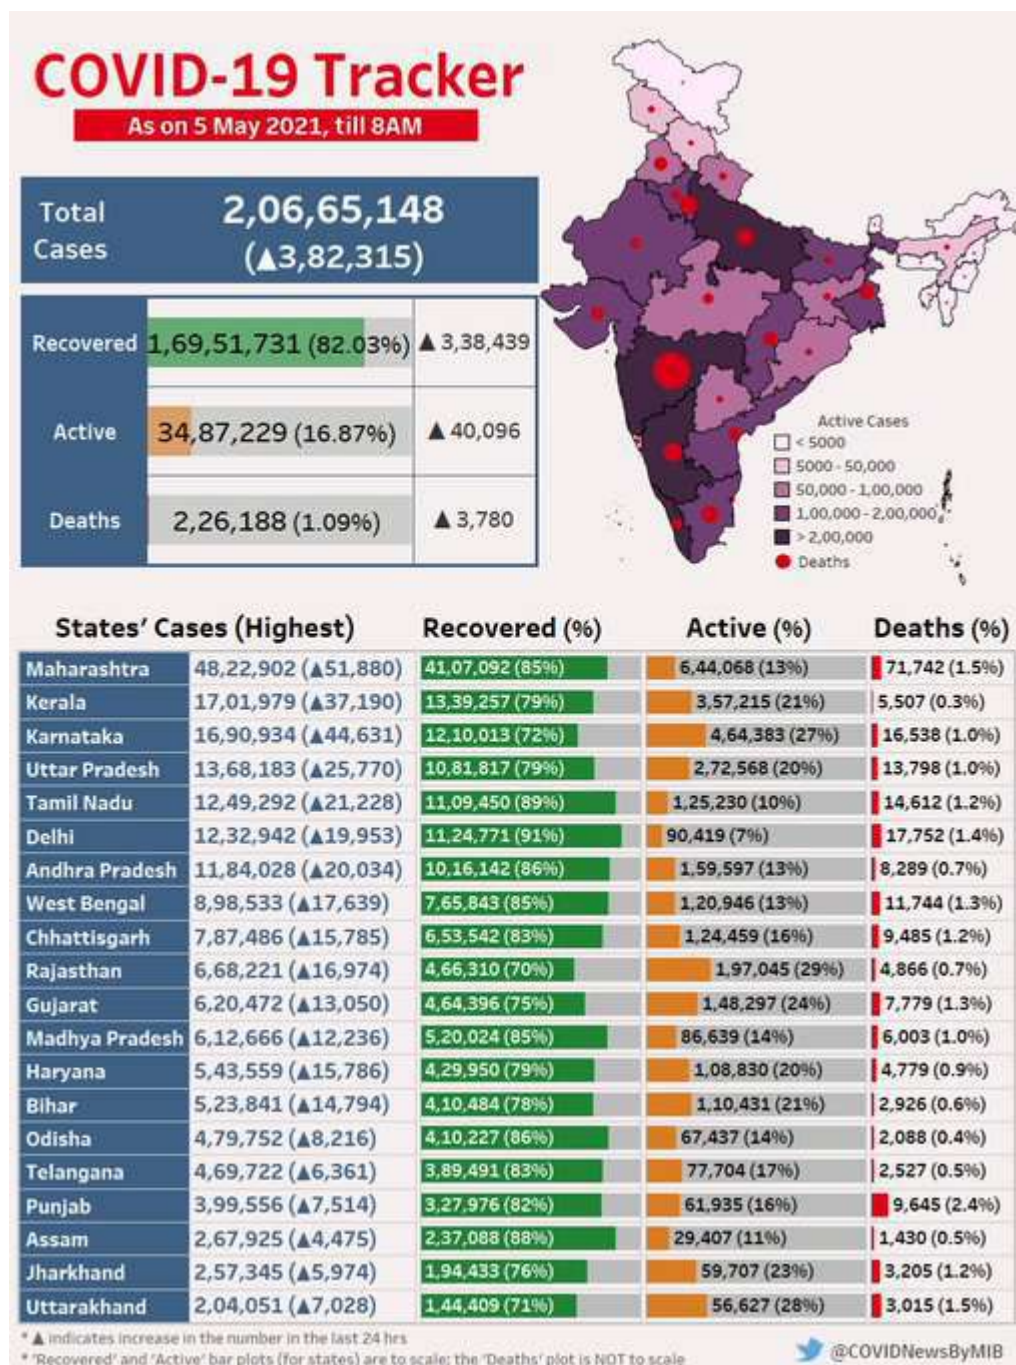 COVID-19 Tracker
As on 5 May 2021, till 8AM
Total Cases
2,06,65,148
(▲3,82,315)
Recovered 1,69,51,731 (82.03%) ▲ 3,38,439
Active 34,87,229 (16.87%) ▲ 40,096
Deaths 2,26,188 (1.09%) ▲ 3,780
Active Cases
< 5000
5000 - 50,000
50,000 - 1,00,000
1,00,000 - 2,00,000
> 2,00,000
Deaths
States' Cases (Highest) Recovered (%) Active (%) Deaths (%)
Maharashtra 48,22,902 (▲51,880) 41,07,092 (85%) 6,44,068 (13%) 71,742 (1.5%)
Kerala 17,01,979 (▲37,190) 13,39,257 (79%) 3,57,215 (21%) 5,507 (0.3%)
Karnataka 16,90,934 (▲44,631) 12,10,013 (72%) 4,64,383 (27%) 16,538 (1.0%)
Uttar Pradesh 13,68,183 (▲25,770) 10,81,817 (79%) 2,72,568 (20%) 13,798 (1.0%)
Tamil Nadu 12,49,292 (▲21,228) 11,09,450 (89%) 1,25,230 (10%) 14,612 (1.2%)
Delhi 12,32,942 (▲19,953) 11,24,771 (91%) 90,419 (7%) 17,752 (1.4%)
Andhra Pradesh 11,84,028 (▲20,034) 10,16,142 (86%) 1,59,597 (13%) 8,289 (0.7%)
West Bengal 8,98,533 (▲17,639) 7,65,843 (85%) 1,20,946 (13%) 11,744 (1.3%)
Chhattisgarh 7,87,486 (▲15,785) 6,53,542 (83%) 1,24,459 (16%) 9,485 (1.2%)
Rajasthan 6,68,221 (▲16,974) 4,66,310 (70%) 1,97,045 (29%) 4,866 (0.7%)
Gujarat 6,20,472 (▲13,050) 4,64,396 (75%) 1,48,297 (24%) 7,779 (1.3%)
Madhya Pradesh 6,12,666 (▲12,236) 5,20,024 (85%) 86,639 (14%) 6,003 (1.0%)
Haryana 5,43,559 (▲15,786) 4,29,950 (79%) 1,08,830 (20%) 4,779 (0.9%)
Bihar 5,23,841 (▲14,794) 4,10,484 (78%) 1,10,431 (21%) 2,926 (0.6%)
Odisha 4,79,752 (▲8,216) 4,10,227 (86%) 67,437 (14%) 2,088 (0.4%)
Telangana 4,69,722 (▲6,361) 3,89,491 (83%) 77,704 (17%) 2,527 (0.5%)
Punjab 3,99,556 (▲7,514) 3,27,976 (82%) 61,935 (16%) 9,645 (2.4%)
Assam 2,67,925 (▲4,475) 2,37,088 (88%) 29,407 (11%) 1,430 (0.5%)
Jharkhand 2,57,345 (▲5,974) 1,94,433 (76%) 59,707 (23%) 3,205 (1.2%)
Uttarakhand 2,04,051 (▲7,028) 1,44,409 (71%) 56,627 (28%) 3,015 (1.5%)
* ▲ indicates increase in the number in the last 24 hrs
* 'Recovered' and 'Active' bar plots (for states) are to scale; the 'Deaths' plot is NOT to scale
@COVIDNewsByMIB